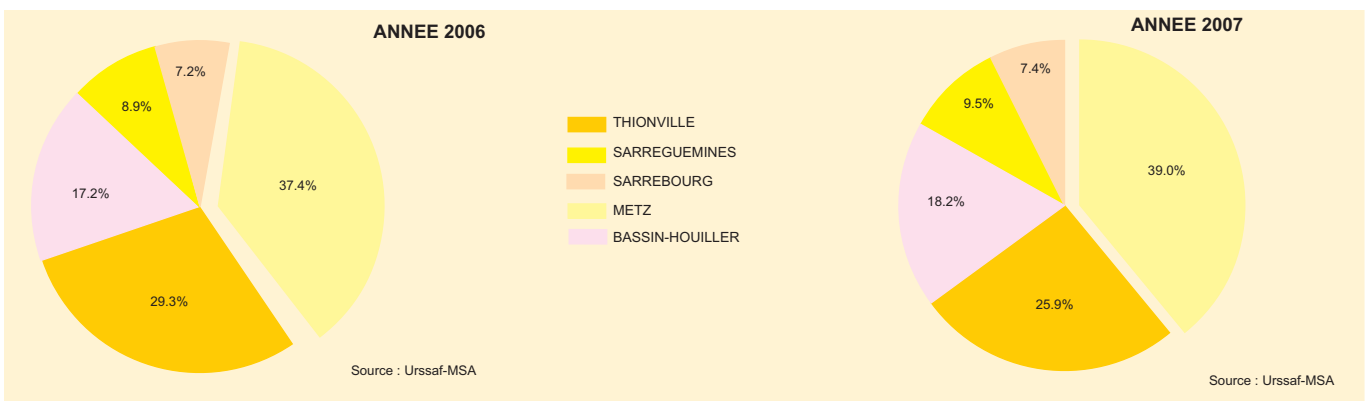 ANNEE 2006
7.2%
8.9%
37.4%
17.2%
29.3%
Source : Urssaf-MSA
THIONVILLE
SARREGUEMINES
SARREBOURG
METZ
BASSIN-HOUILLER
ANNEE 2007
7.4%
9.5%
39.0%
18.2%
25.9%
Source : Urssaf-MSA